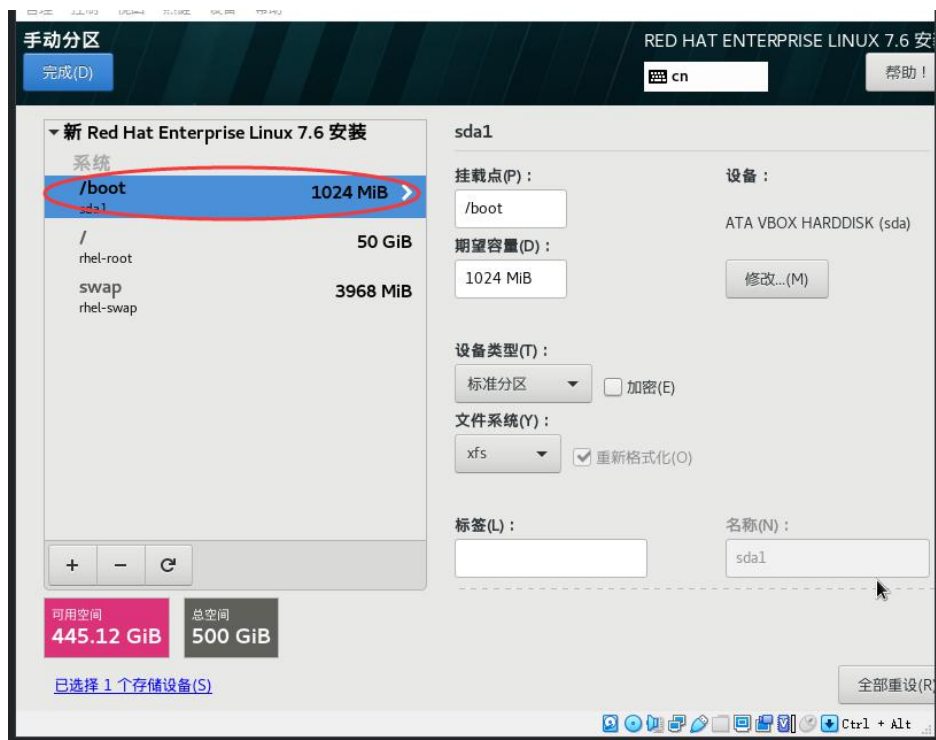 手动分区
RED HAT ENTERPRISE LINUX 7.6 安
完成(D)
cn
帮助！
新 Red Hat Enterprise Linux 7.6 安装
系统
/boot
1024 MiB
sda1
/
50 GiB
rhel-root
swap
3968 MiB
rhel-swap
+ −
可用空间
445.12 GiB
总空间
500 GiB
已选择 1 个存储设备(S)
sda1
挂载点(P)：
/boot
期望容量(D)：
1024 MiB
设备：
ATA VBOX HARDDISK (sda)
修改...(M)
设备类型(T)：
标准分区
加密(E)
文件系统(Y)：
xfs
重新格式化(O)
标签(L)：
名称(N)：
sda1
全部重设(R
Ctrl + Alt